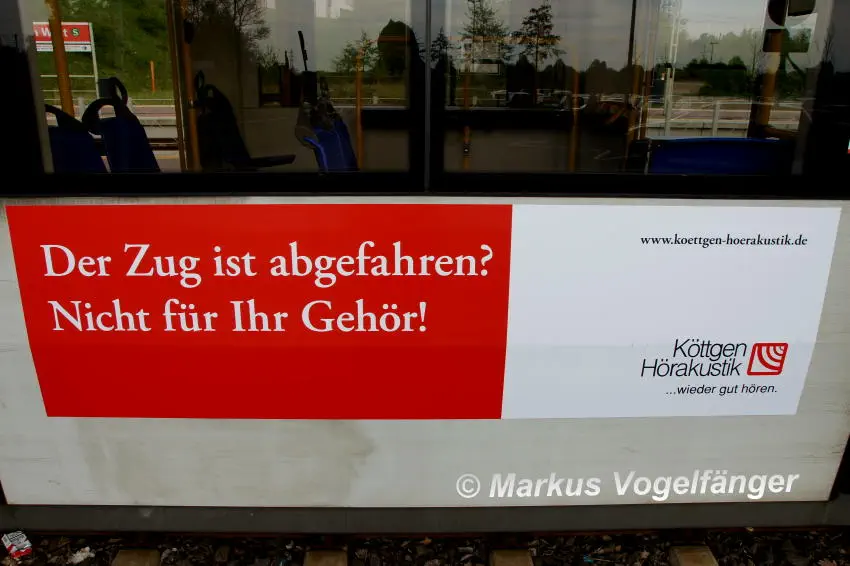 West S
Der Zug ist abgefahren?
Nicht für Ihr Gehör!
www.koettgen-hoerakustik.de
Köttgen
Hörakustik
...wieder gut hören.
© Markus Vogelfänger